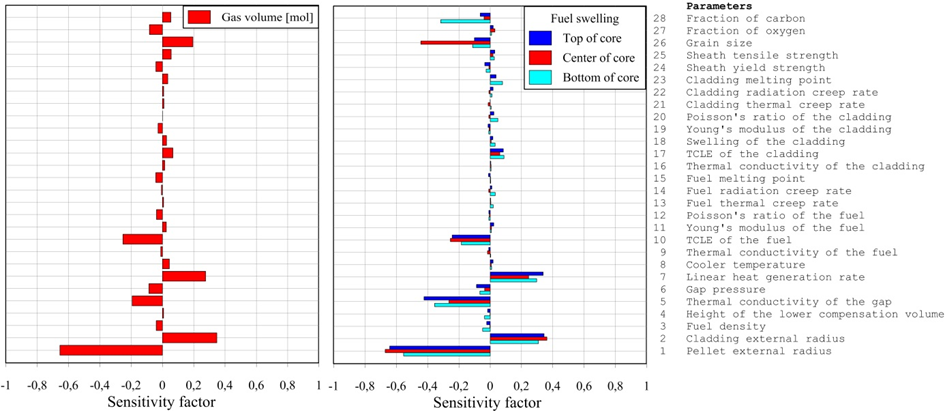 Gas volume [mol]
-1 -0,8 -0,6 -0,4 -0,2 0 0,2 0,4 0,6 0,8 1
Sensitivity factor
Fuel swelling
Top of core
Center of core
Bottom of core
-1 -0,8 -0,6 -0,4 -0,2 0 0,2 0,4 0,6 0,8 1
Sensitivity factor
Parameters
28 Fraction of carbon
27 Fraction of oxygen
26 Grain size
25 Sheath tensile strength
24 Sheath yield strength
23 Cladding melting point
22 Cladding radiation creep rate
21 Cladding thermal creep rate
20 Poisson's ratio of the cladding
19 Young's modulus of the cladding
18 Swelling of the cladding
17 TCLE of the cladding
16 Thermal conductivity of the cladding
15 Fuel melting point
14 Fuel radiation creep rate
13 Fuel thermal creep rate
12 Poisson's ratio of the fuel
11 Young's modulus of the fuel
10 TCLE of the fuel
9 Thermal conductivity of the fuel
8 Cooler temperature
7 Linear heat generation rate
6 Gap pressure
5 Thermal conductivity of the gap
4 Height of the lower compensation volume
3 Fuel density
2 Cladding external radius
1 Pellet external radius